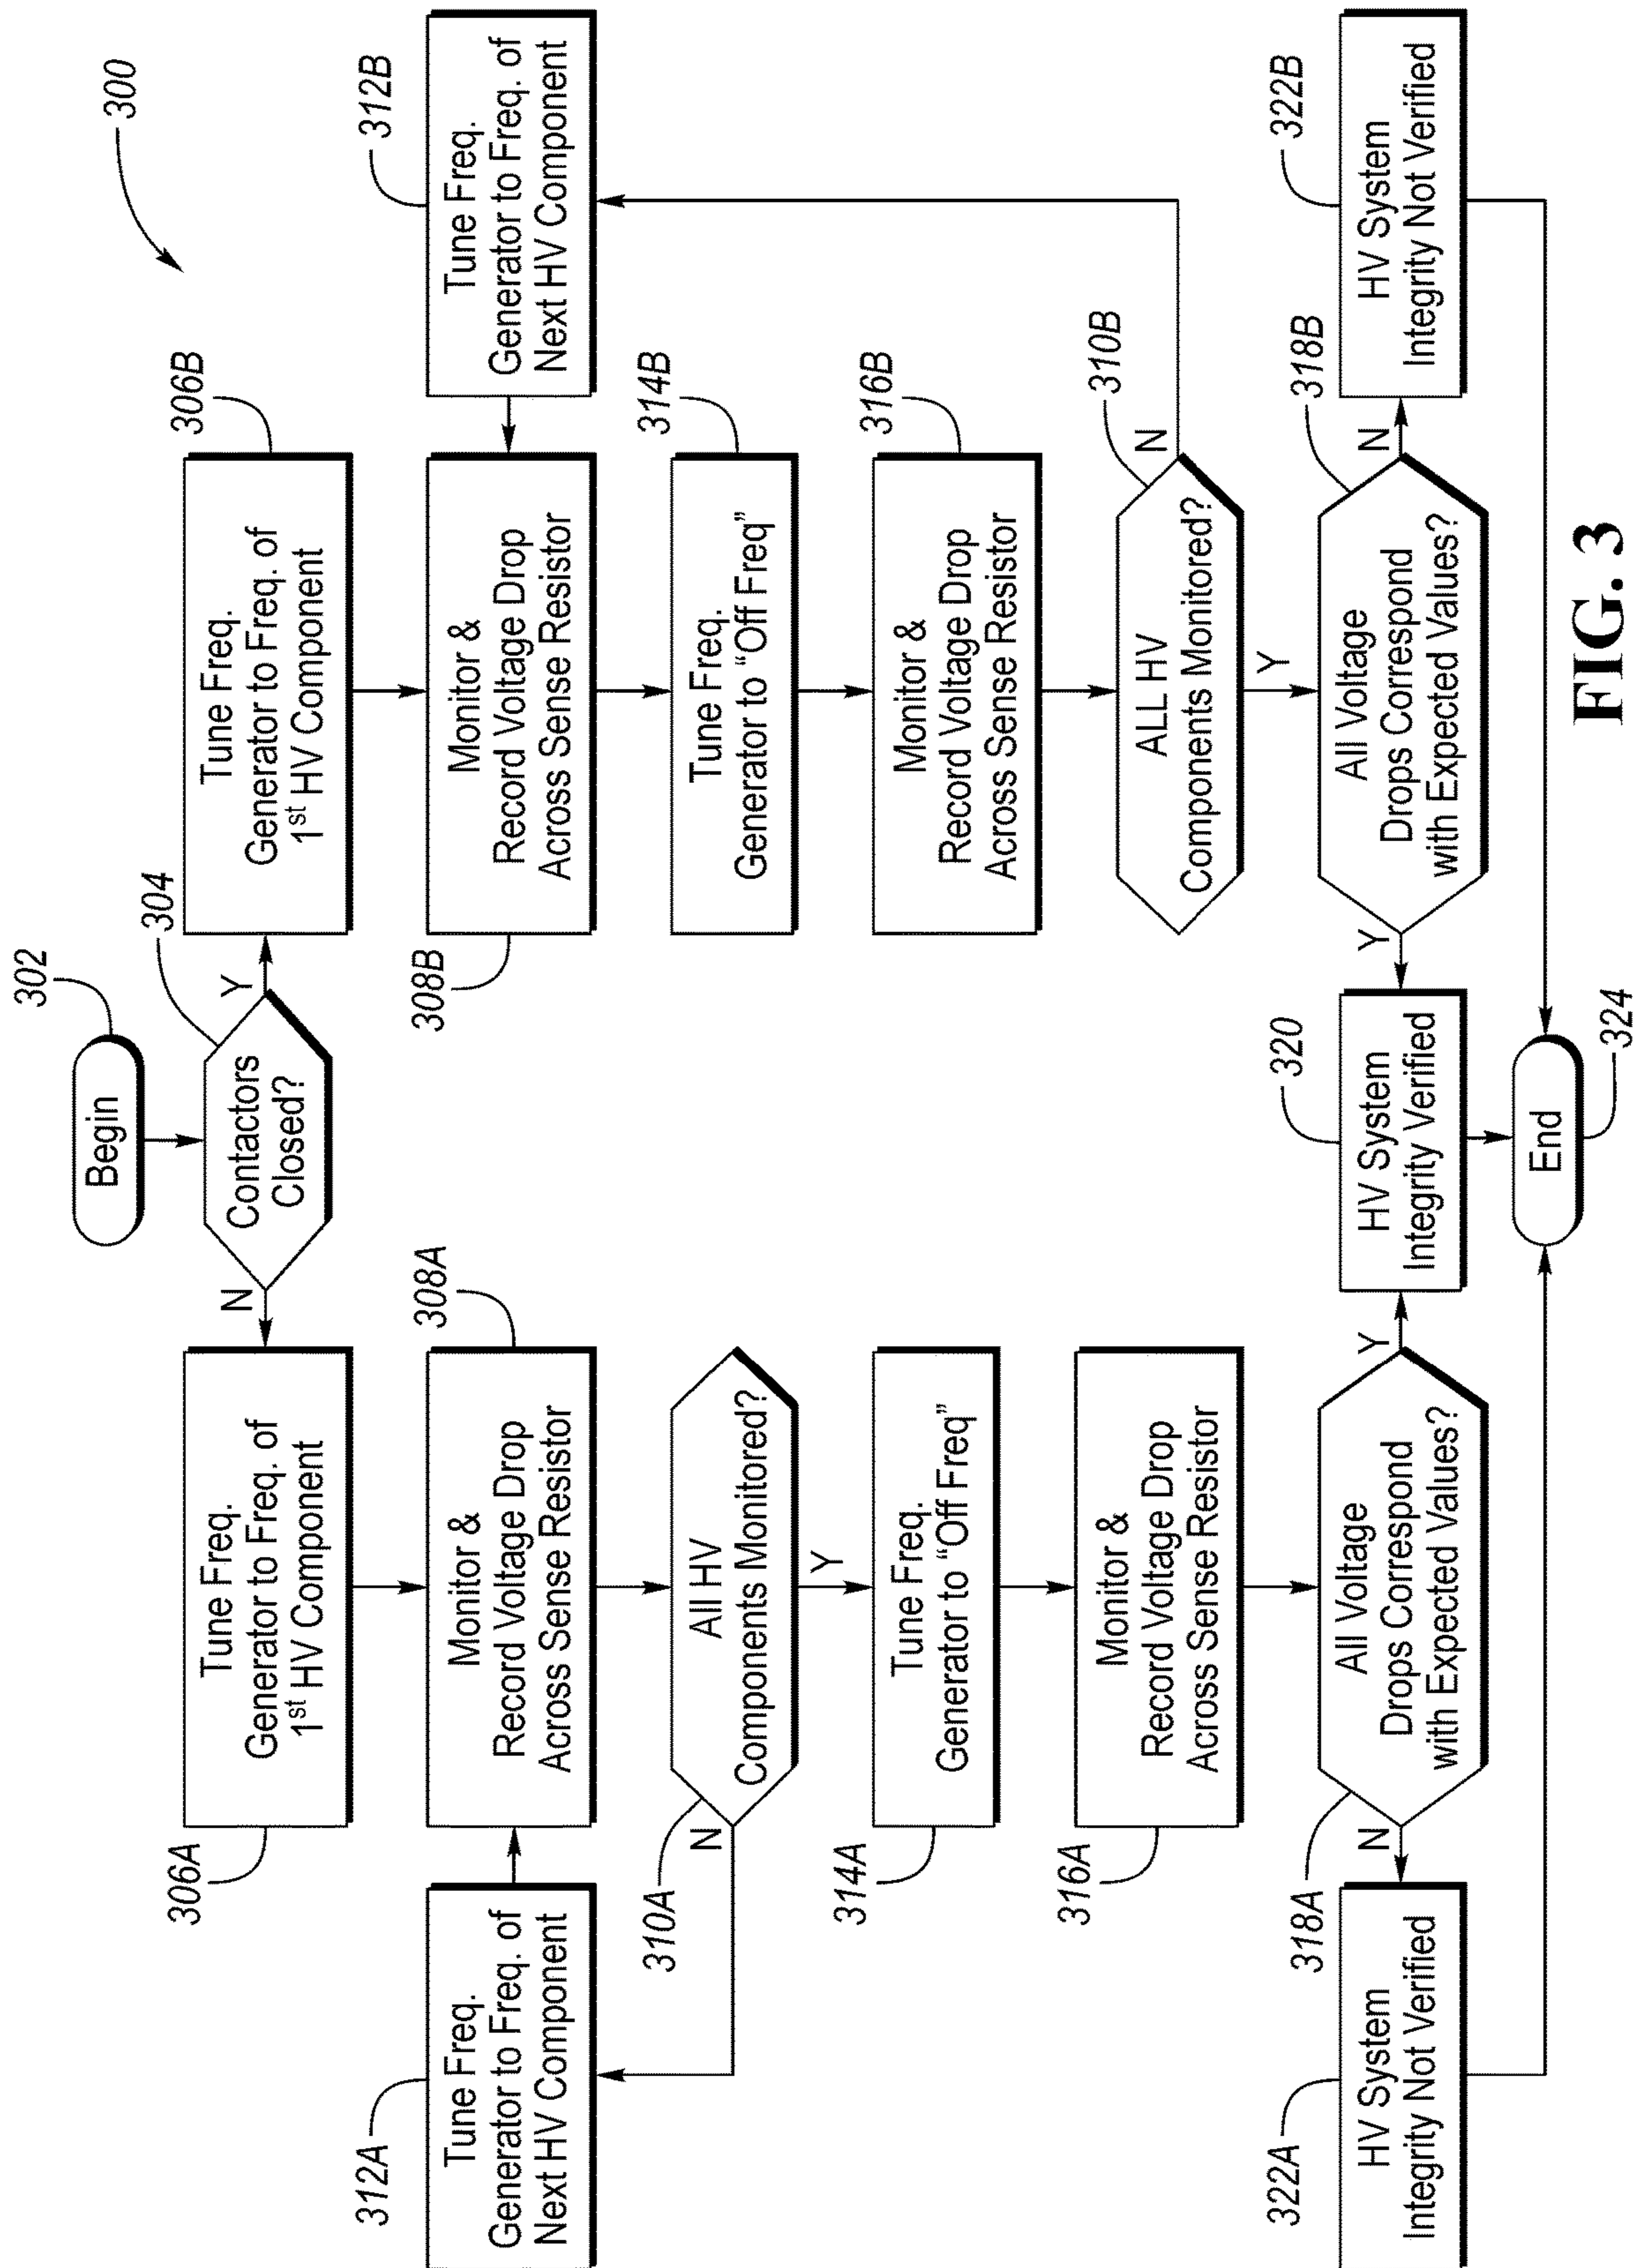 300
302
Begin
304
Contactors
Closed?
N
Y
306A
Tune Freq.
Generator to Freq. of
1st HV Component
306B
Tune Freq.
Generator to Freq. of
1st HV Component
312A
Tune Freq.
Generator to Freq. of
Next HV Component
308A
Monitor &
Record Voltage Drop
Across Sense Resistor
308B
Monitor &
Record Voltage Drop
Across Sense Resistor
312B
Tune Freq.
Generator to Freq. of
Next HV Component
310A
N
All HV
Components Monitored?
Y
314B
Tune Freq.
Generator to “Off Freq”
314A
Tune Freq.
Generator to “Off Freq”
316B
Monitor &
Record Voltage Drop
Across Sense Resistor
316A
Monitor &
Record Voltage Drop
Across Sense Resistor
310B
N
ALL HV
Components Monitored?
Y
318A
All Voltage
Drops Correspond
with Expected Values?
N
Y
318B
All Voltage
Drops Correspond
with Expected Values?
Y
N
322A
HV System
Integrity Not Verified
320
HV System
Integrity Verified
322B
HV System
Integrity Not Verified
End
324
FIG. 3